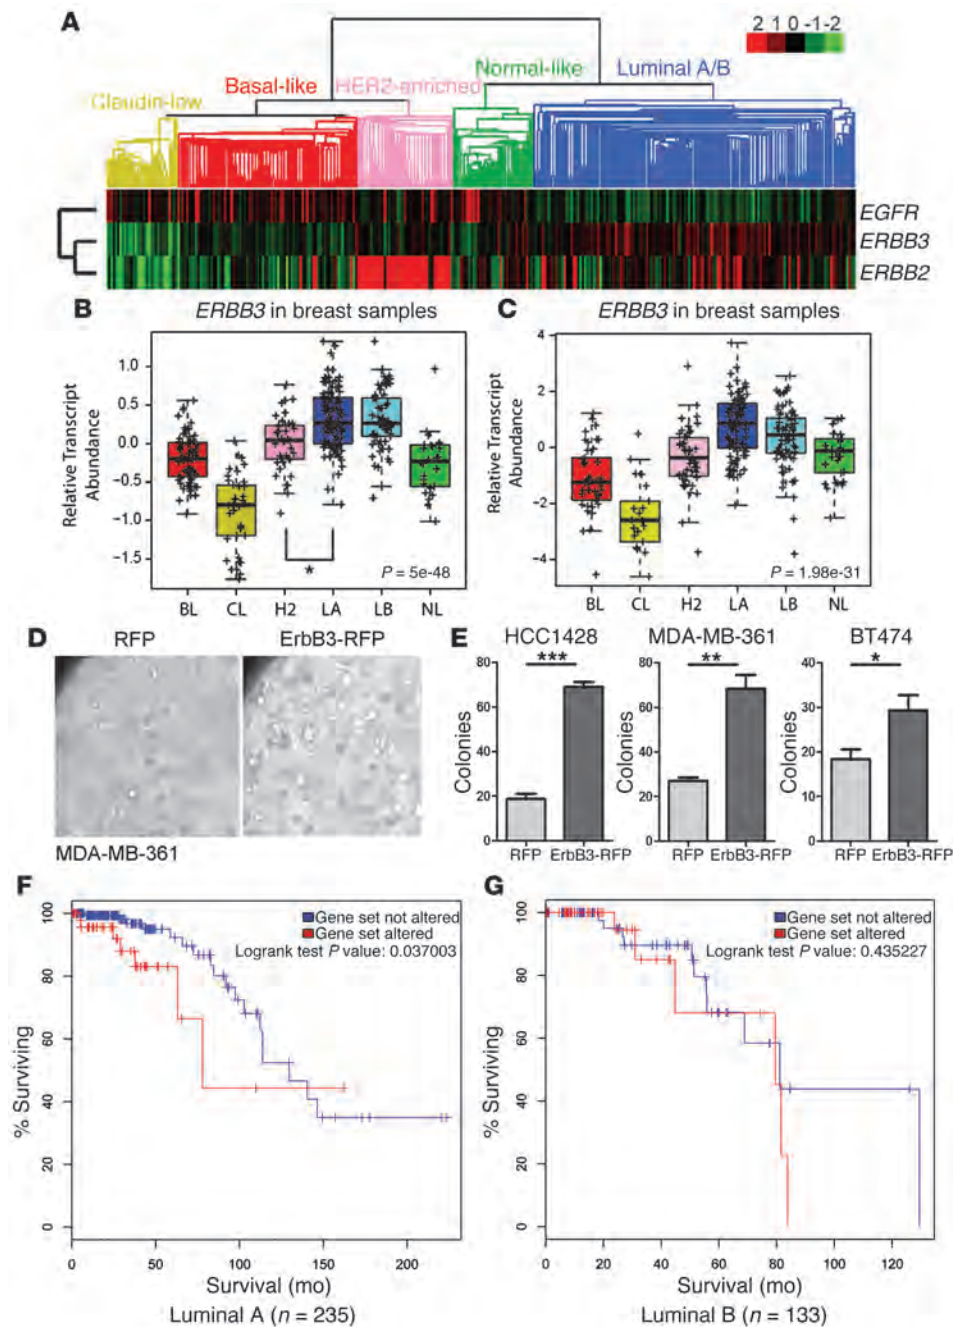 A
2 1 0 -1 -2
Normal-like
Luminal A/B
Basal-like
HER2-enriched
Claudin-low
EGFR
ERBB3
ERBB2
B
ERBB3 in breast samples
C
ERBB3 in breast samples
Relative Transcript
Abundance
1.0
0.5
0.0
-0.5
-1.0
-1.5
*
P = 5e-48
BL CL H2 LA LB NL
Relative Transcript
Abundance
4
2
0
-2
-4
P = 1.98e-31
BL CL H2 LA LB NL
D
RFP
ErbB3-RFP
MDA-MB-361
E
HCC1428
MDA-MB-361
BT474
***
**
*
Colonies
80
60
40
20
0
RFP ErbB3-RFP
Colonies
80
60
40
20
0
RFP ErbB3-RFP
Colonies
80
60
40
20
0
RFP ErbB3-RFP
F
Gene set not altered
Gene set altered
Logrank test P value: 0.037003
% Surviving
100
80
60
40
20
0
0 50 100 150 200
Survival (mo)
Luminal A (n = 235)
G
Gene set not altered
Gene set altered
Logrank test P value: 0.435227
% Surviving
100
80
60
40
20
0
0 20 40 60 80 100 120
Survival (mo)
Luminal B (n = 133)